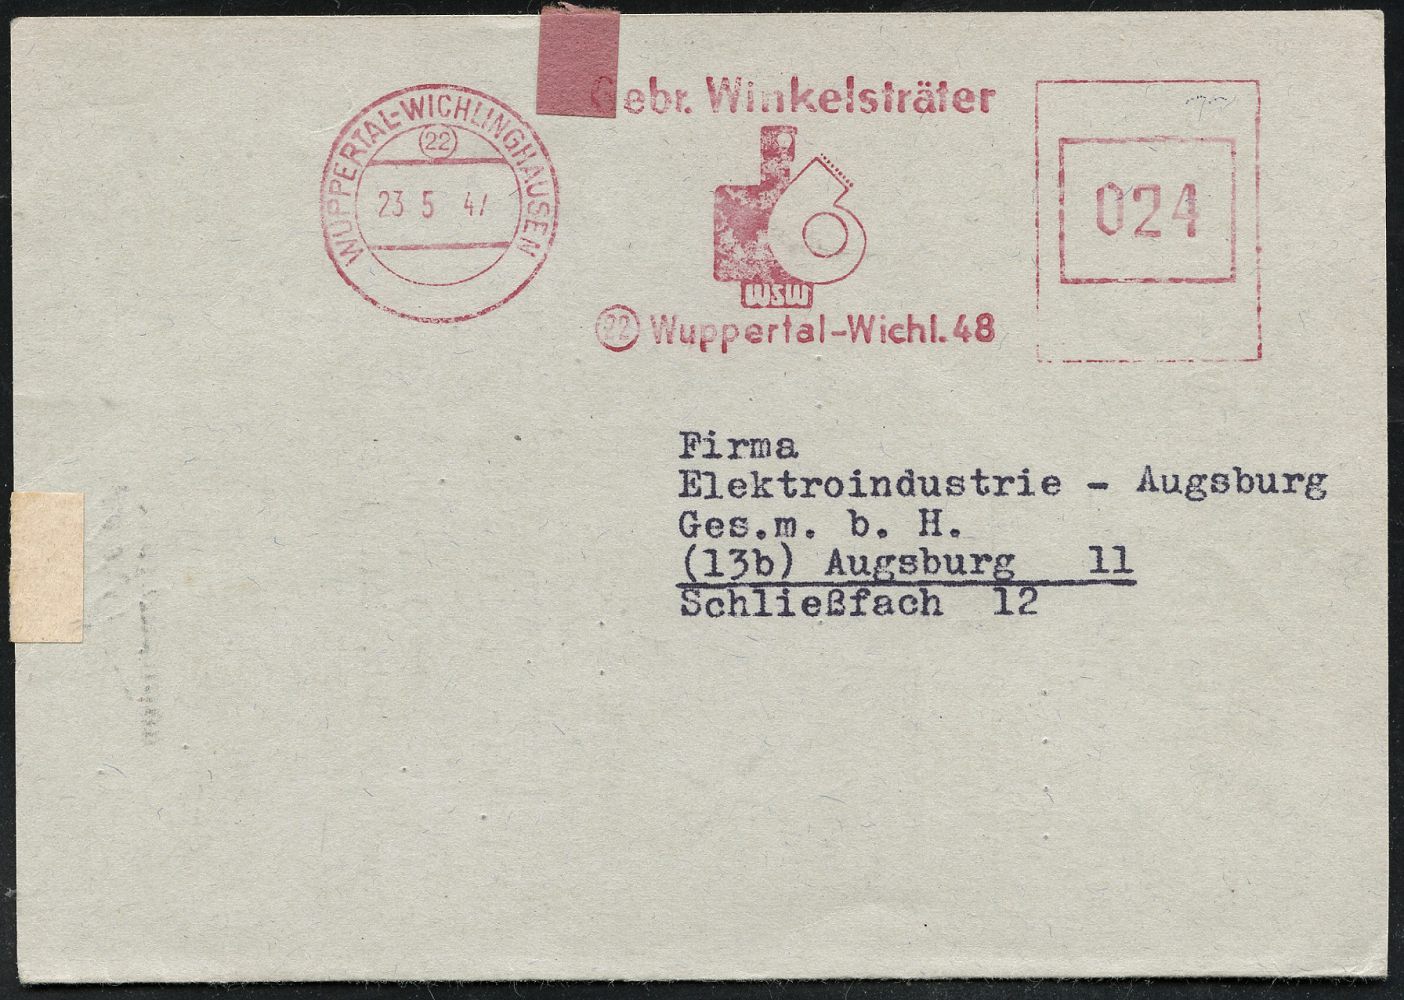 WUPPERTAL-WICHLINGHAUSEN
22
23.5 47
Gebr. Winkelsträter
WSW
22 Wuppertal-Wichl.48
024
Firma
Elektroindustrie - Augsburg
Ges.m. b. H.
(13b) Augsburg 11
Schließfach 12